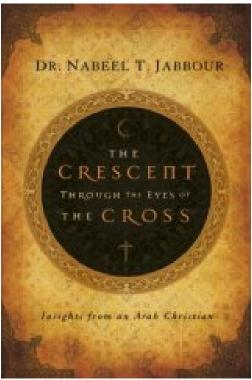 DR. NABEEL T. JABBOUR
THE
CRESCENT
THROUGH THE EYES OF
THE CROSS
Insights from an Arab Christian